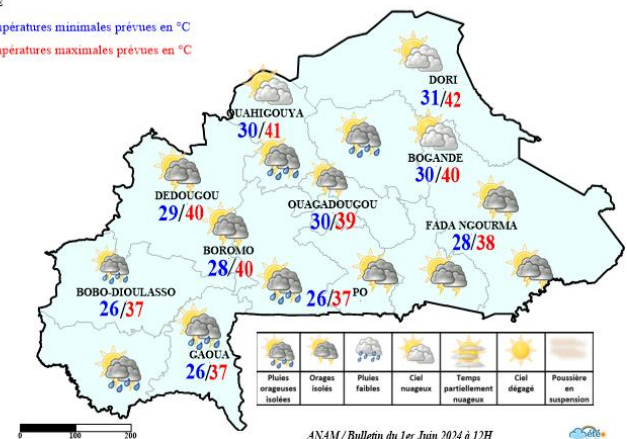 pératures minimales prévues en °C
pératures maximales prévues en °C
DORI
31/42
OUAHIGOUYA
30/41
BOGANDE
30/40
DEDOUGOU
29/40
OUAGADOUGOU
30/39
FADA NGOURMA
28/38
BOROMO
28/40
BOBO-DIOULASSO
26/37
26/37 PO
GAOUA
26/37
Pluies orageuses isolées
Orages isolés
Pluies faibles
Ciel nuageux
Temps partiellement nuageux
Ciel dégagé
Poussière en suspension
0 100 200
ANAM / Bulletin du 1er Juin 2024 à 12H